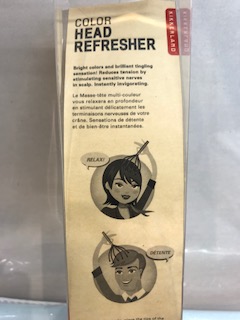 COLOR
HEAD
REFRESHER
KIKKERLAND
Bright colors and brilliant tingling
sensation! Reduces tension by
stimulating sensitive nerves
in scalp. Instantly invigorating.
Le Masse-tête multi-couleur
vous relaxera en profondeur
en stimulant délicatement les
terminaisons nerveuses de votre
crâne. Sensations de détente
et de bien être instantanées.
RELAX!
DÉTENTE